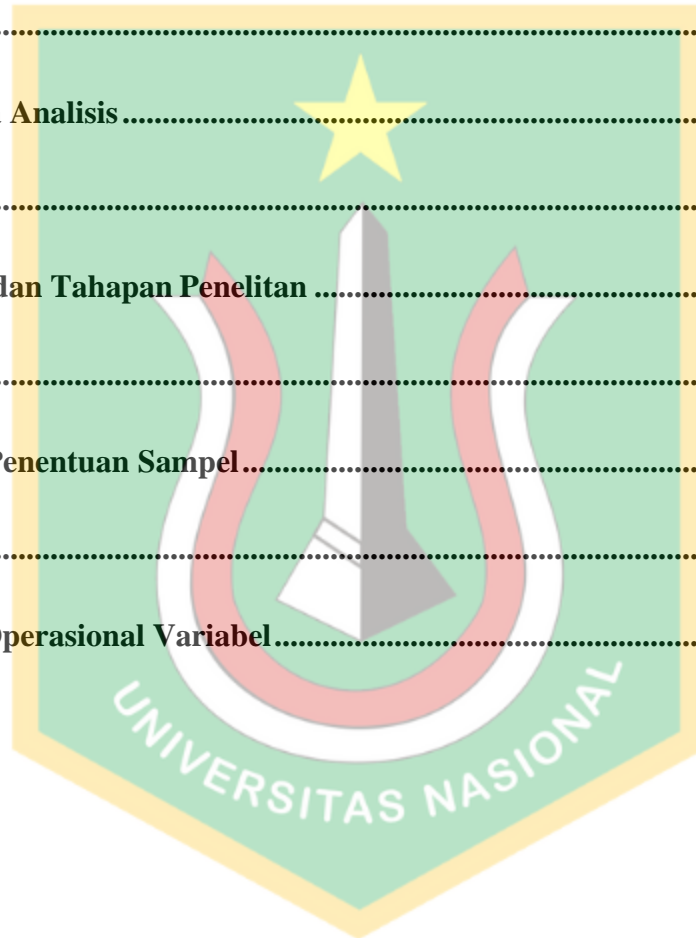 ........................................................................
Analisis ........................................................................
........................................................................
dan Tahapan Penelitan ........................................................................
........................................................................
Penentuan Sampel ........................................................................
........................................................................
Operasional Variabel ........................................................................
UNIVERSITAS NASIONAL